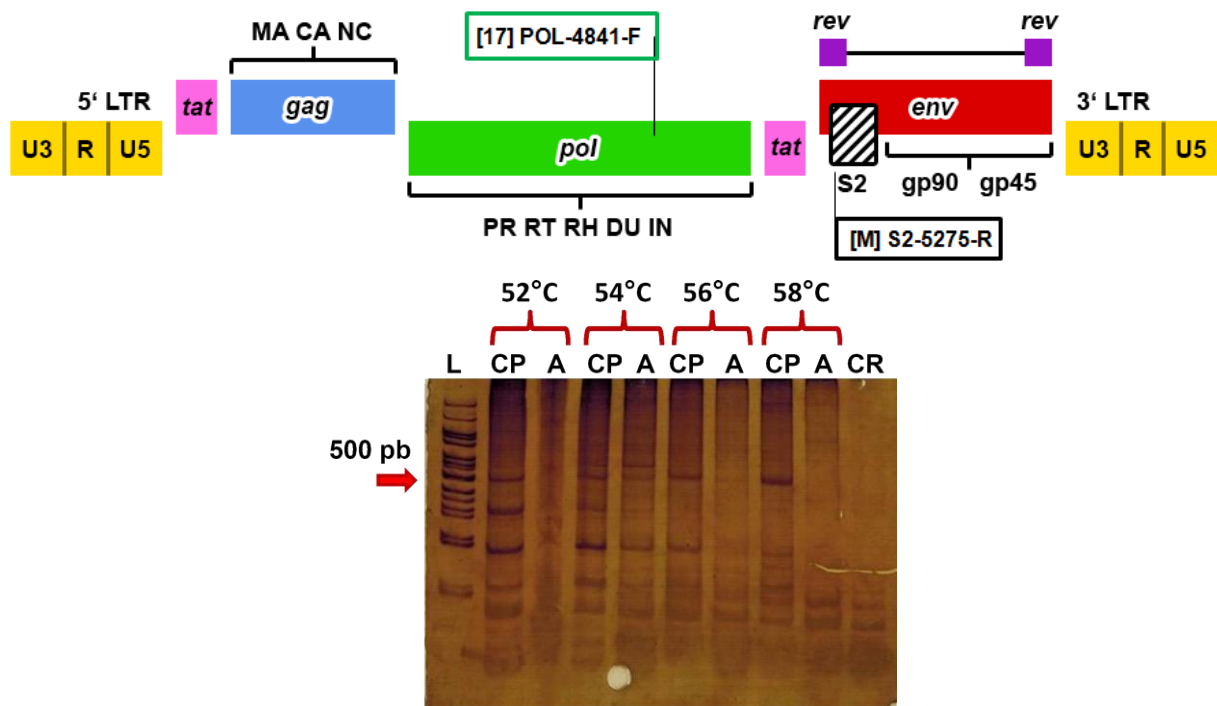 rev rev
MA CA NC
[17] POL-4841-F
5‘ LTR
tat
gag
env
3‘ LTR
U3 R U5
pol
tat
S2
gp90 gp45
U3 R U5
PR RT RH DU IN
[M] S2-5275-R
52°C 54°C 56°C 58°C
L CP A CP A CP A CP A CR
500 pb